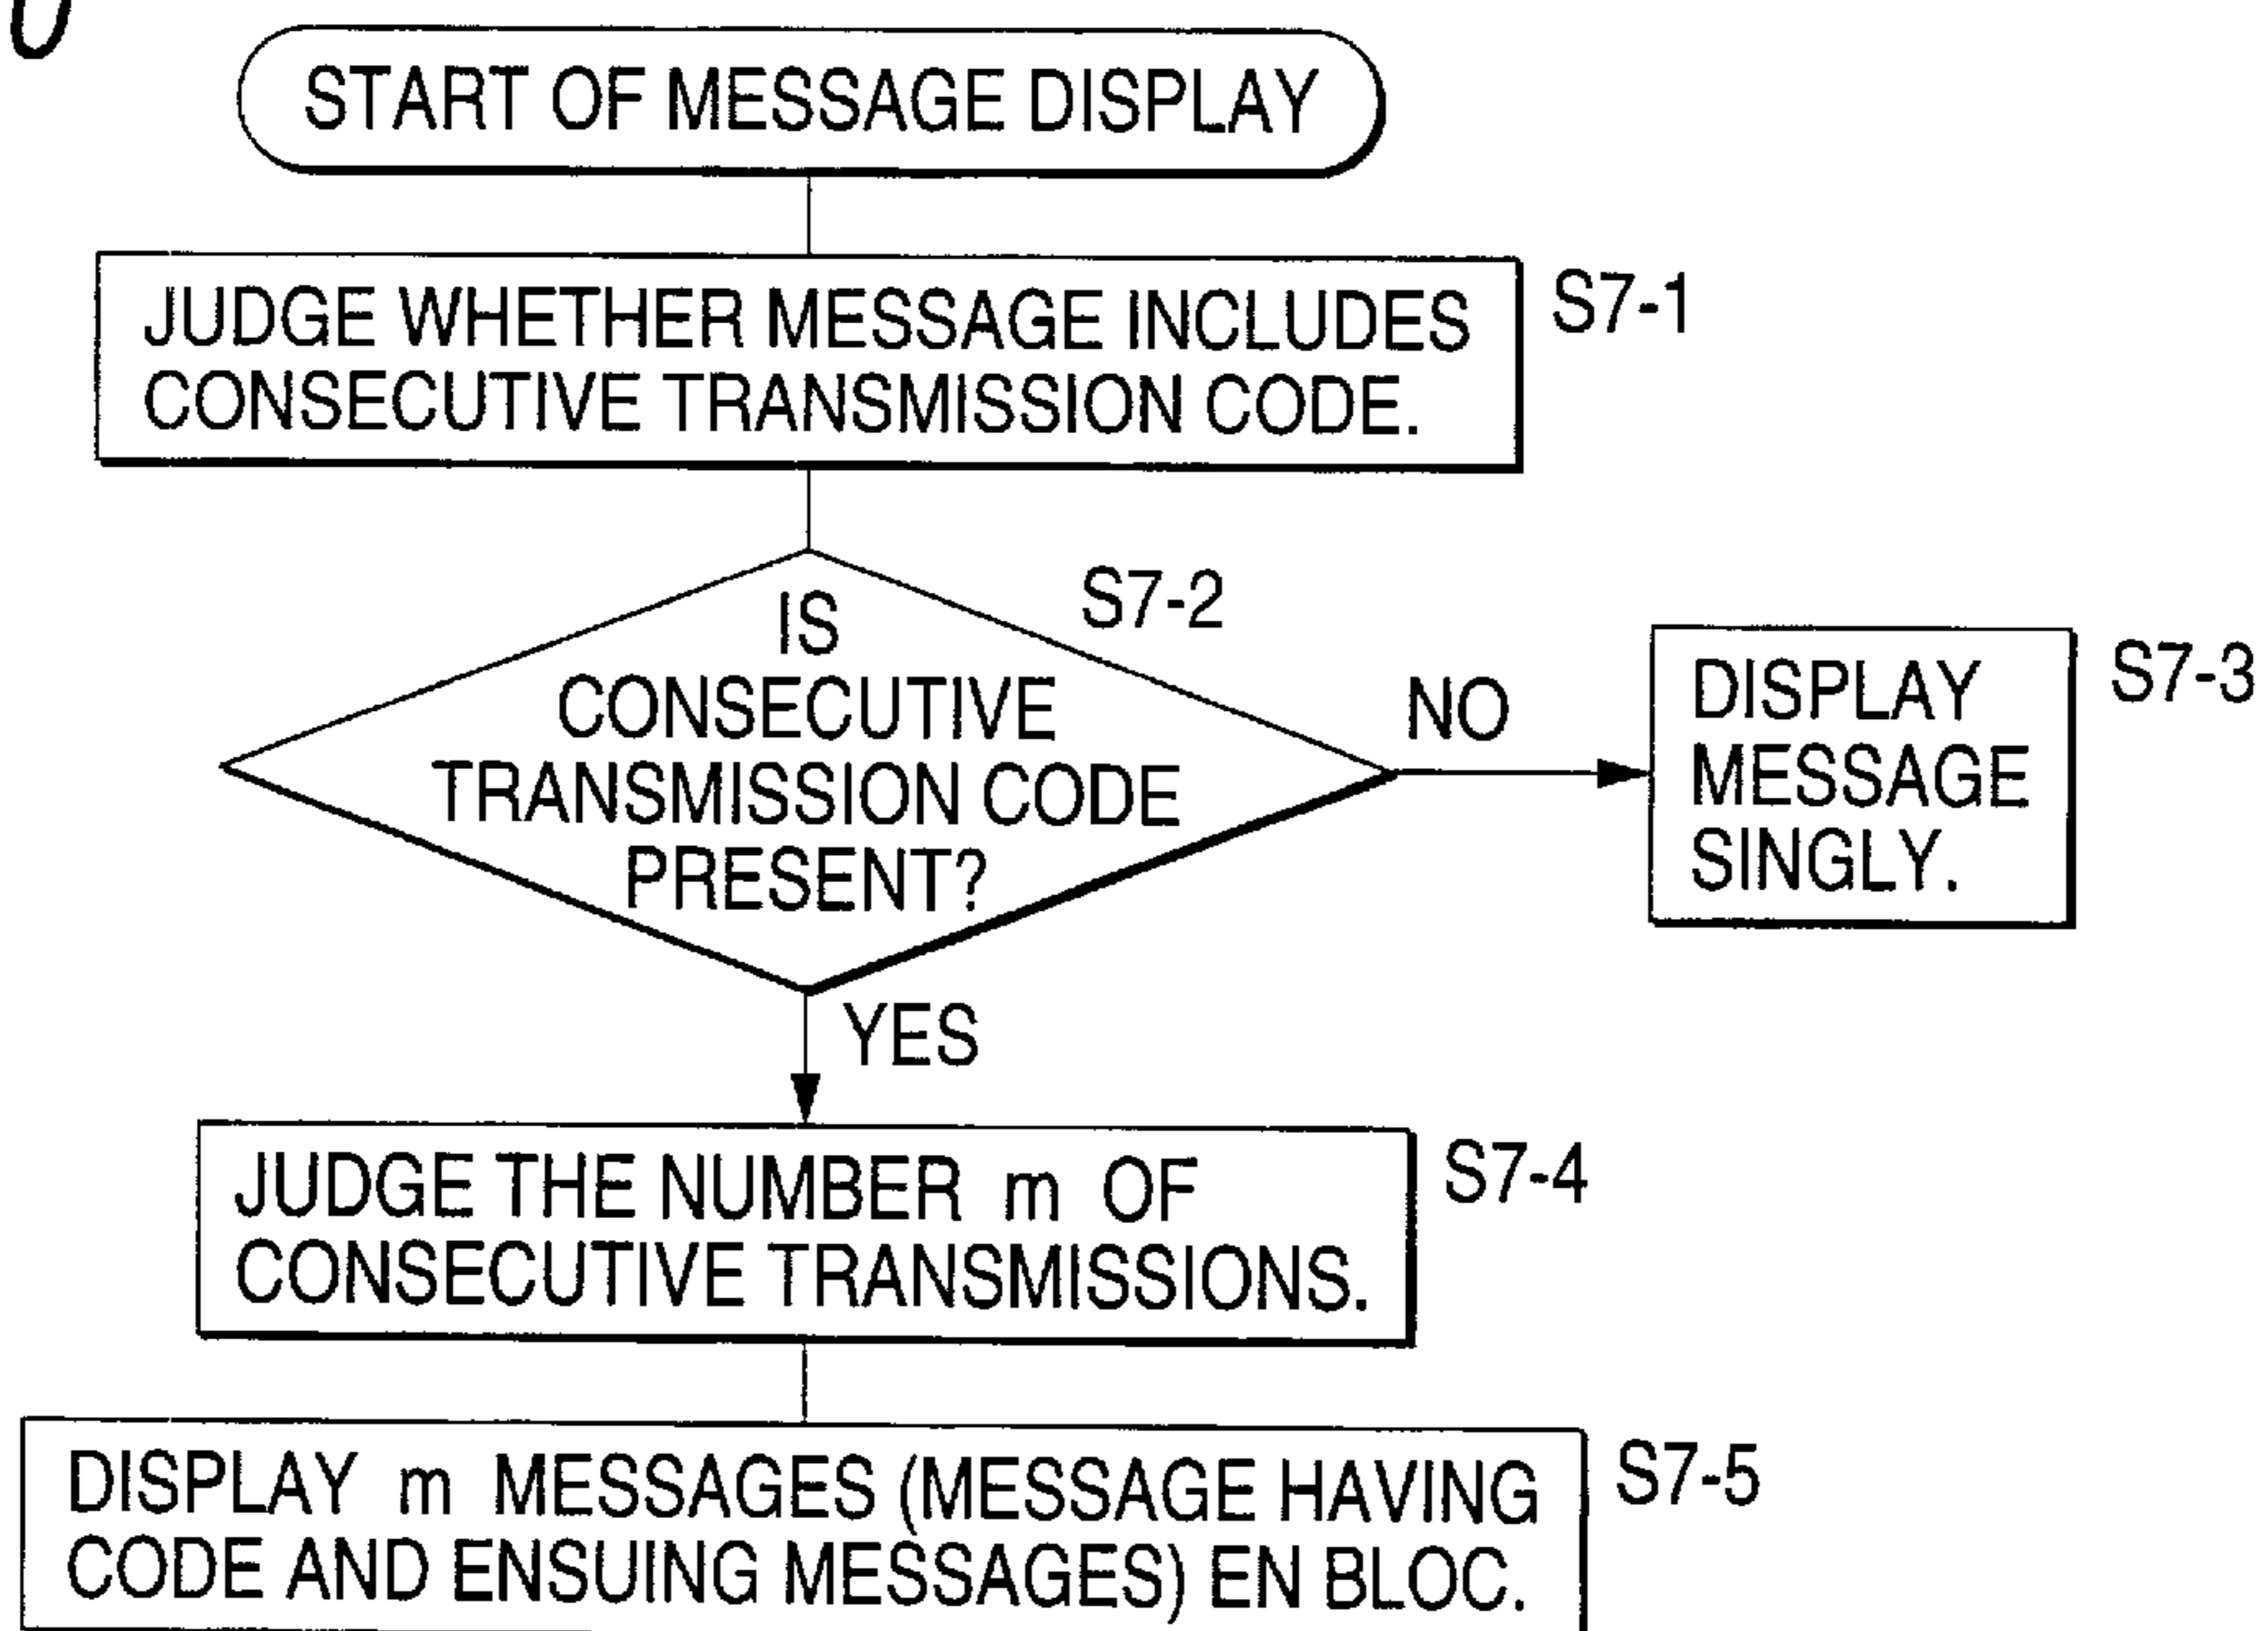 START OF MESSAGE DISPLAY
JUDGE WHETHER MESSAGE INCLUDES
CONSECUTIVE TRANSMISSION CODE.
S7-1
S7-2
IS
CONSECUTIVE
TRANSMISSION CODE
PRESENT?
NO
DISPLAY
MESSAGE
SINGLY.
S7-3
YES
JUDGE THE NUMBER m OF
CONSECUTIVE TRANSMISSIONS.
S7-4
DISPLAY m MESSAGES (MESSAGE HAVING
CODE AND ENSUING MESSAGES) EN BLOC.
S7-5